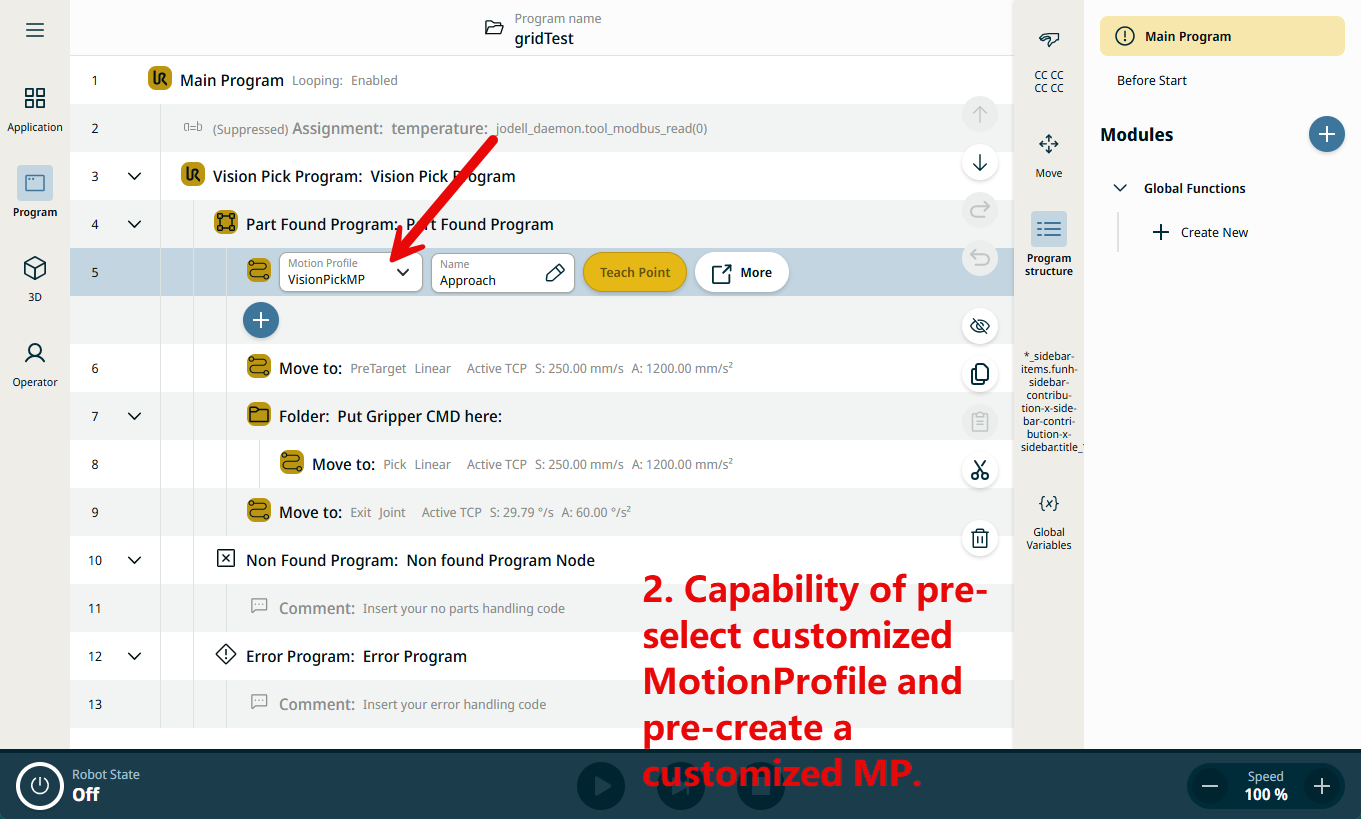 Program name
gridTest
Application
Program
3D
Operator
1 Main Program Looping: Enabled
2 (Suppressed) Assignment: temperature: jodell_daemon.tool_modbus_read(0)
3 Vision Pick Program: Vision Pick Program
4 Part Found Program: Part Found Program
5 Motion Profile VisionPickMP Name Approach Teach Point More
6 Move to: PreTarget Linear Active TCP S: 250.00 mm/s A: 1200.00 mm/s²
7 Folder: Put Gripper CMD here:
8 Move to: Pick Linear Active TCP S: 250.00 mm/s A: 1200.00 mm/s²
9 Move to: Exit Joint Active TCP S: 29.79 °/s A: 60.00 °/s²
10 Non Found Program: Non found Program Node
11 Comment: Insert your no parts handling code
12 Error Program: Error Program
13 Comment: Insert your error handling code
2. Capability of pre-
select customized
MotionProfile and
pre-create a
customized MP.
CC CC
CC CC
Move
Program
structure
*_sidebar-
items.funh-
sidebar-
contribu-
tion-x-side-
bar-contri-
bution-x-
sidebar.title_
{x}
Global
Variables
Main Program
Before Start
Modules
Global Functions
Create New
Robot State
Off
Speed
100 %